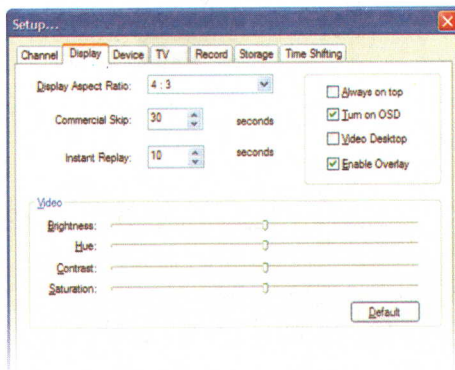 Setup...
Channel Display Device TV Record Storage Time Shifting
Display Aspect Ratio: 4 : 3
Commercial Skip: 30 seconds
Instant Replay: 10 seconds
Always on top
Turn on OSD
Video Desktop
Enable Overlay
Video
Brightness:
Hue:
Contrast:
Saturation:
Default